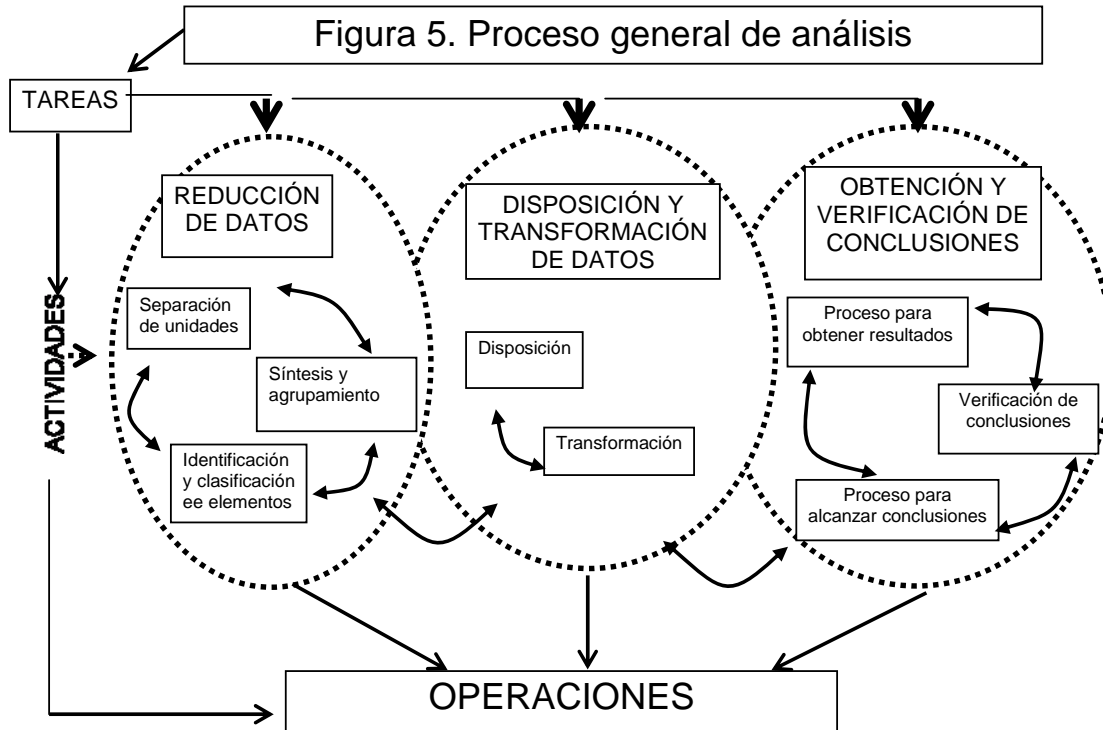 Figura 5. Proceso general de análisis
TAREAS
REDUCCIÓN
DE DATOS
DISPOSICIÓN Y
TRANSFORMACIÓN
DE DATOS
OBTENCIÓN Y
VERIFICACIÓN DE
CONCLUSIONES
ACTIVIDADES
Separación
de unidades
Síntesis y
agrupamiento
Identificación
y clasificación
ee elementos
Disposición
Transformación
Proceso para
obtener resultados
Verificación de
conclusiones
Proceso para
alcanzar conclusiones
OPERACIONES